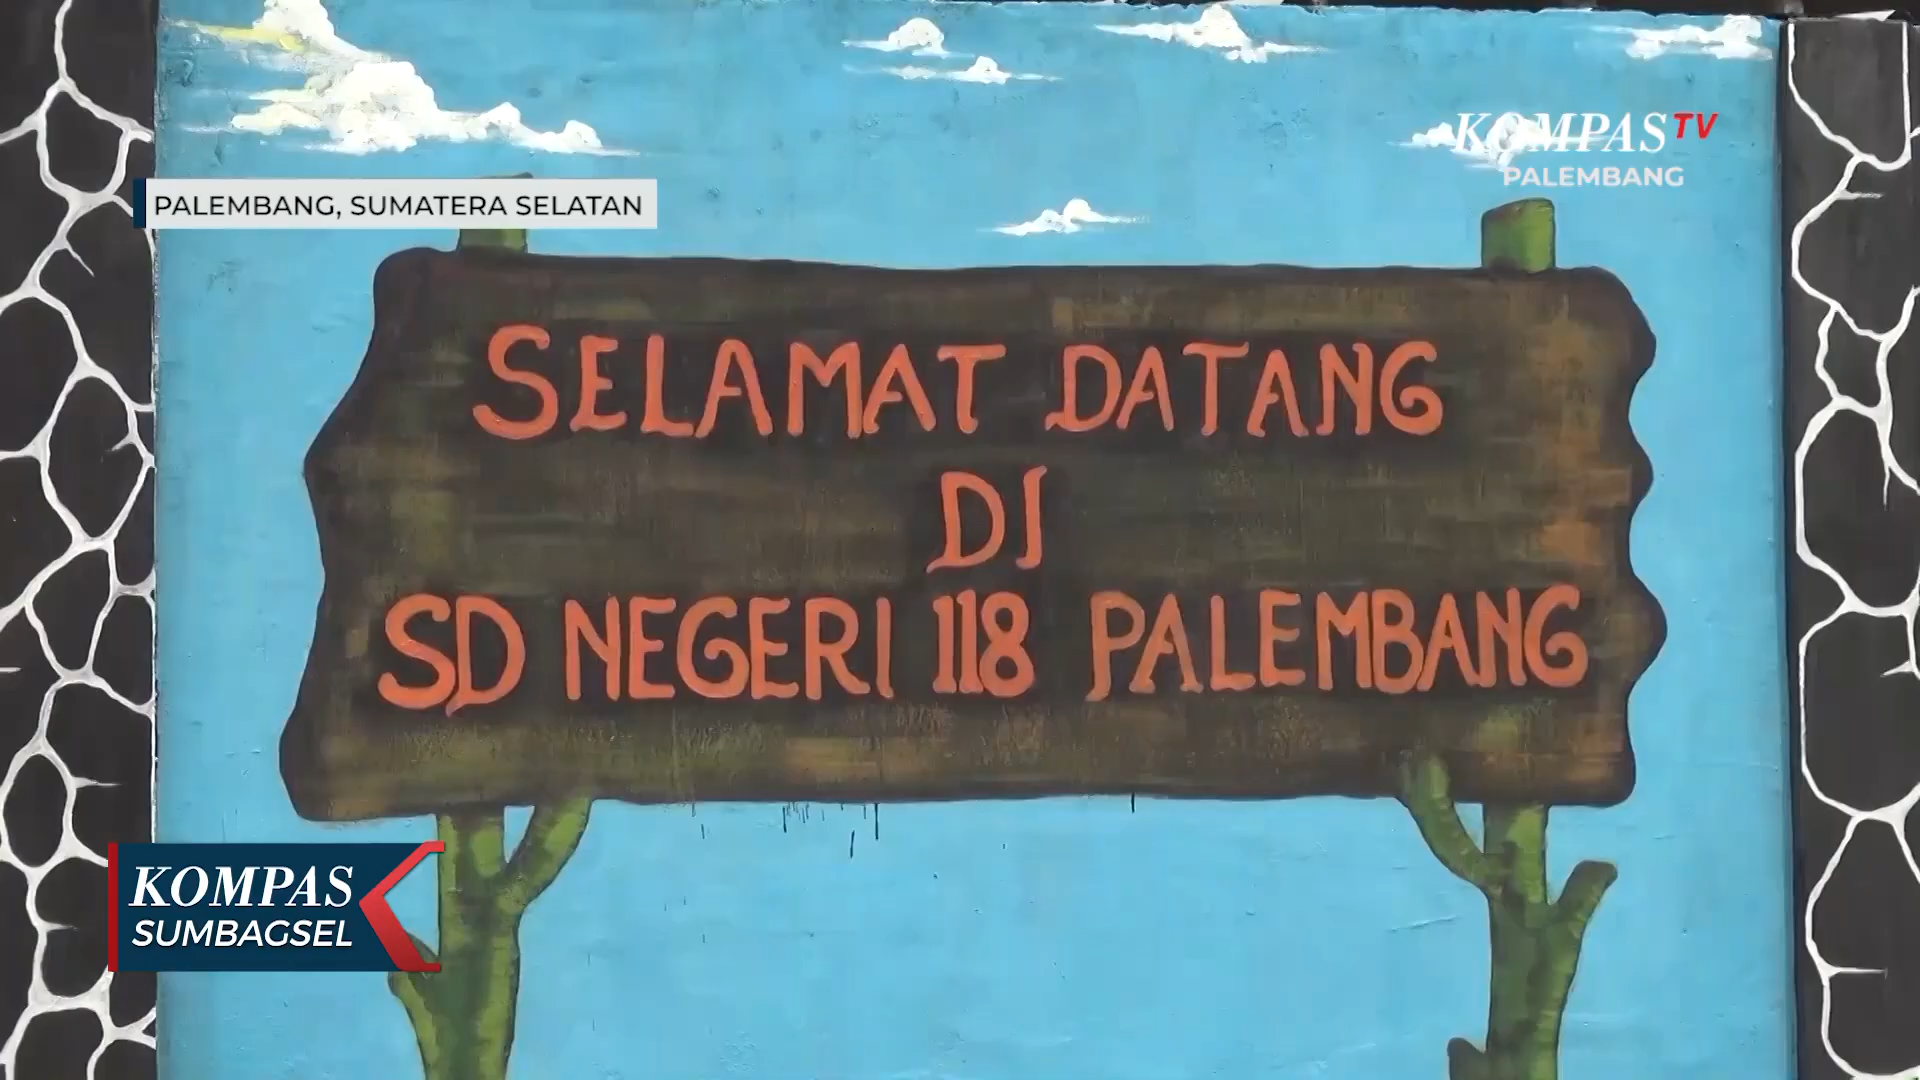 KOMPAS TV
PALEMBANG
PALEMBANG, SUMATERA SELATAN
SELAMAT DATANG
DI
SD NEGERI 118 PALEMBANG
KOMPAS
SUMBAGSEL